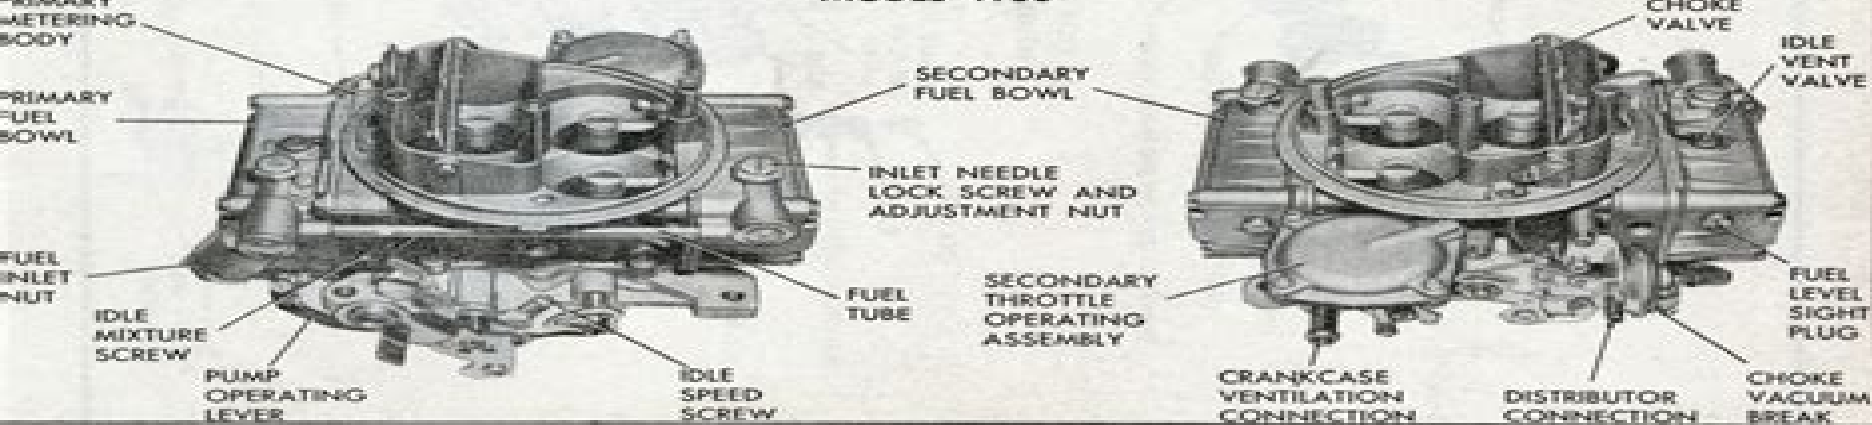 PRIMARY
METERING
BODY
PRIMARY
FUEL
BOWL
FUEL
INLET
NUT
IDLE
MIXTURE
SCREW
PUMP
OPERATING
LEVER
IDLE
SPEED
SCREW
FUEL
TUBE
SECONDARY
FUEL BOWL
INLET NEEDLE
LOCK SCREW AND
ADJUSTMENT NUT
SECONDARY
THROTTLE
OPERATING
ASSEMBLY
CHOKE
VALVE
IDLE
VENT
VALVE
FUEL
LEVEL
SIGHT
PLUG
CRANKCASE
VENTILATION
CONNECTION
DISTRIBUTOR
CONNECTION
CHOKE
VACUUM
BREAK